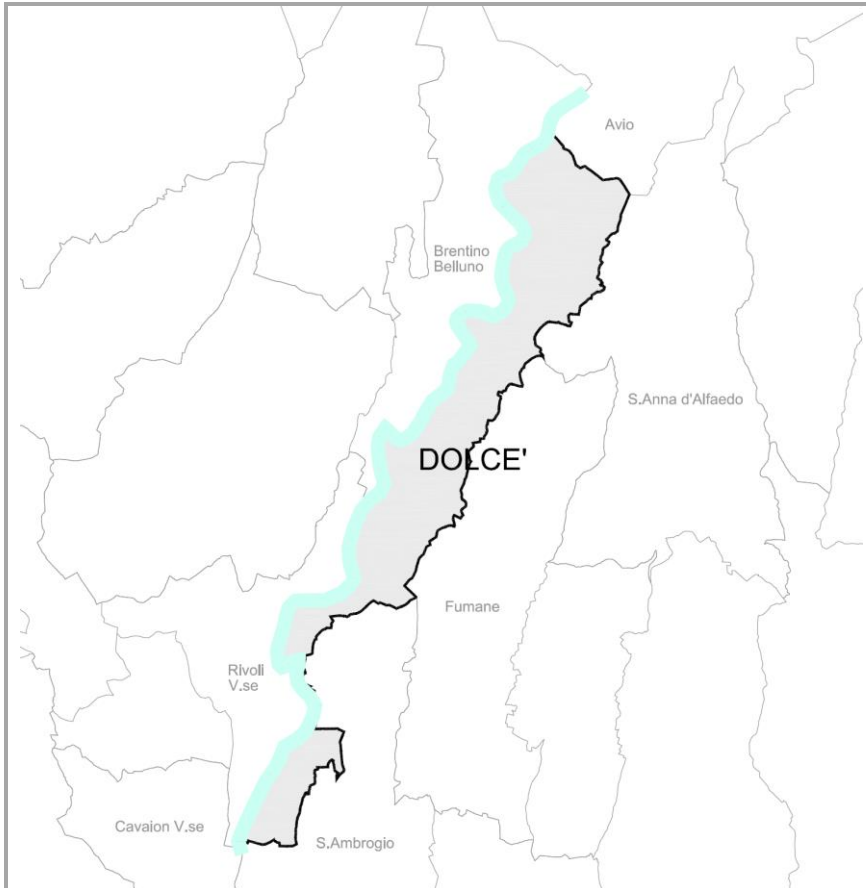 Avio
Brentino
Belluno
S.Anna d'Alfaedo
DOLCE'
Fumane
Rivoli
V.se
Cavaion V.se
S.Ambrogio